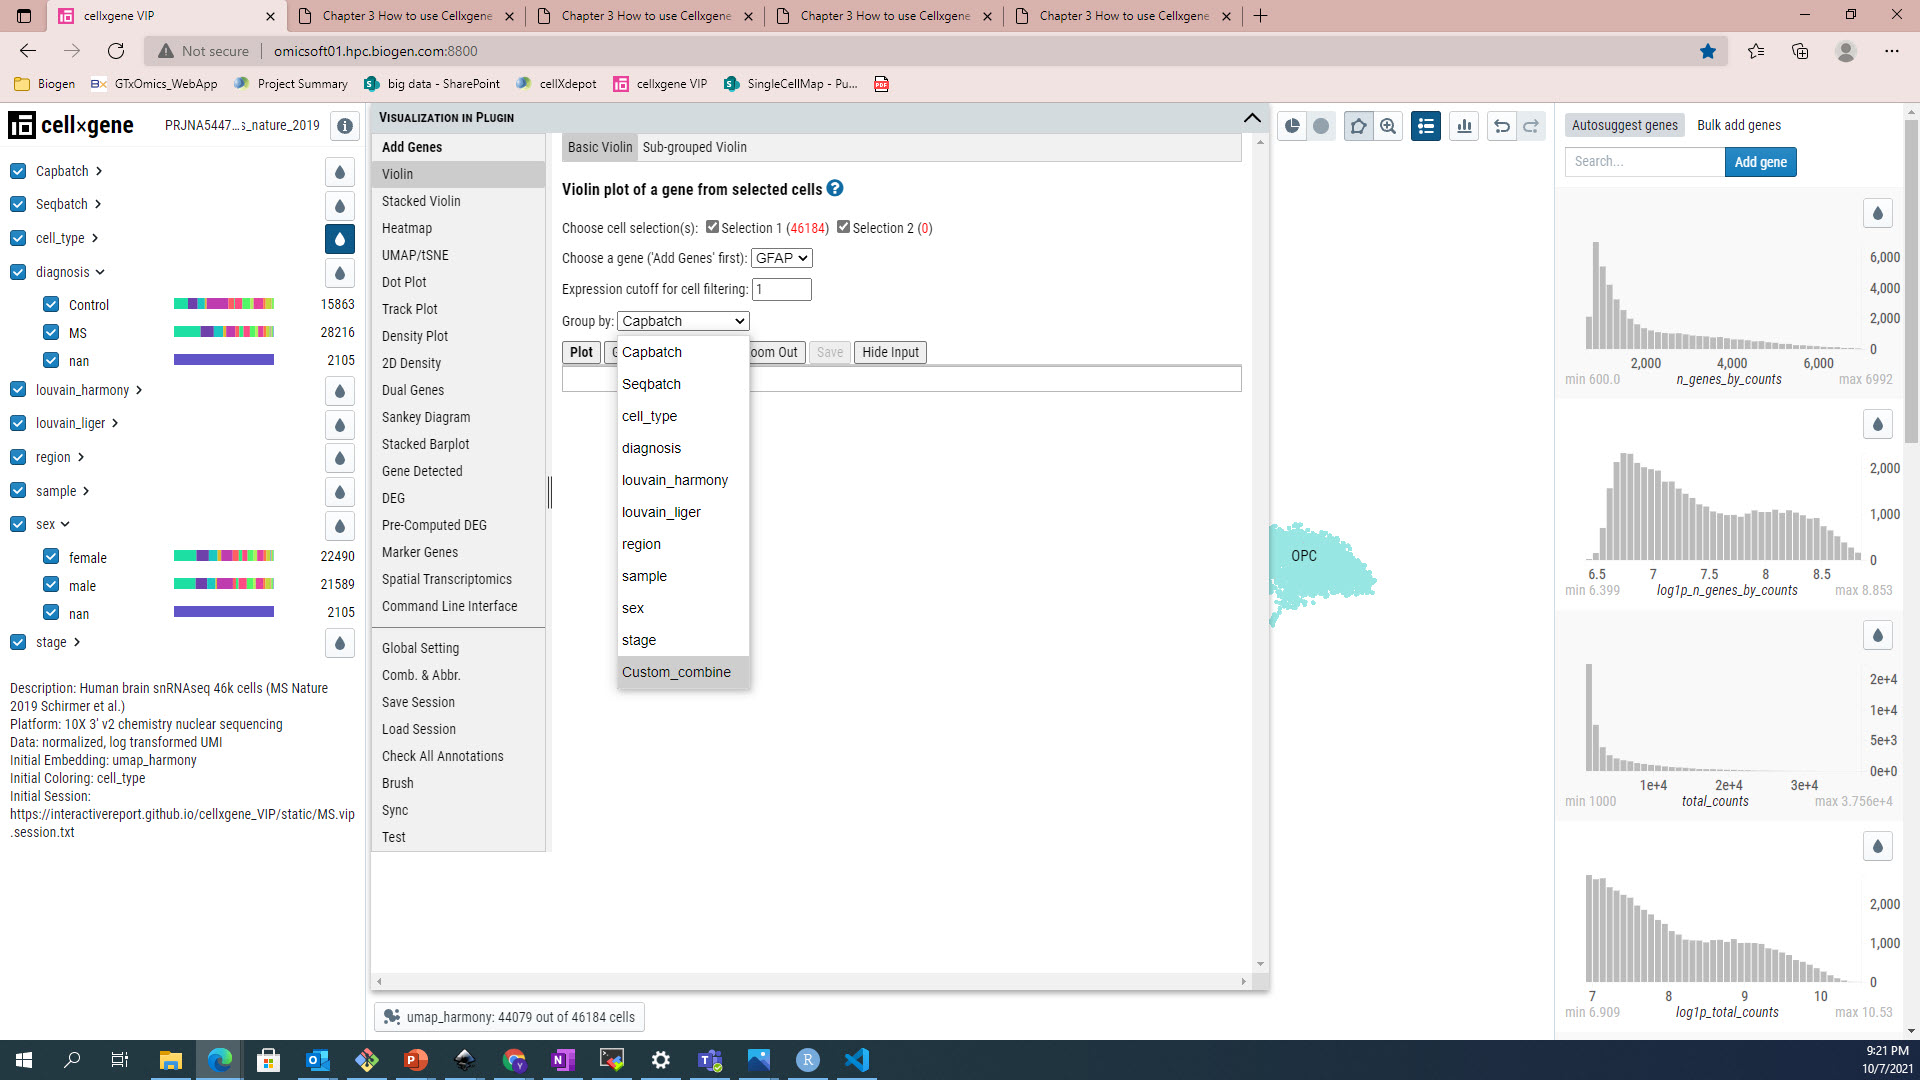 cellxgene VIP
Chapter 3 How to use Cellxgene
Chapter 3 How to use Cellxgene
Chapter 3 How to use Cellxgene
Chapter 3 How to use Cellxgene
Not secure
omicsoft01.hpc.biogen.com:8800
Biogen
GTxOmics_WebApp
Project Summary
big data - SharePoint
cellXdepot
cellxgene VIP
SingleCellMap - Pu...
cell×gene
PRJNA5447...s_nature_2019
Capbatch
Seqbatch
cell_type
diagnosis
Control 15863
MS 28216
nan 2105
louvain_harmony
louvain_liger
region
sample
sex
female 22490
male 21589
nan 2105
stage
Description: Human brain snRNAseq 46k cells (MS Nature
2019 Schirmer et al.)
Platform: 10X 3' v2 chemistry nuclear sequencing
Data: normalized, log transformed UMI
Initial Embedding: umap_harmony
Initial Coloring: cell_type
Initial Session:
https://interactivereport.github.io/cellxgene_VIP/static/MS.vip
.session.txt
VISUALIZATION IN PLUGIN
Add Genes
Violin
Stacked Violin
Heatmap
UMAP/tSNE
Dot Plot
Track Plot
Density Plot
2D Density
Dual Genes
Sankey Diagram
Stacked Barplot
Gene Detected
DEG
Pre-Computed DEG
Marker Genes
Spatial Transcriptomics
Command Line Interface
Global Setting
Comb. & Abbr.
Save Session
Load Session
Check All Annotations
Brush
Sync
Test
Basic Violin Sub-grouped Violin
Violin plot of a gene from selected cells ?
Choose cell selection(s): Selection 1 (46184) Selection 2 (0)
Choose a gene ('Add Genes' first): GFAP
Expression cutoff for cell filtering: 1
Group by: Capbatch
Plot
oom Out Save Hide Input
Capbatch
Seqbatch
cell_type
diagnosis
louvain_harmony
louvain_liger
region
sample
sex
stage
Custom_combine
OPC
umap_harmony: 44079 out of 46184 cells
Autosuggest genes Bulk add genes
Search... Add gene
6,000
4,000
2,000
0
2,000 4,000 6,000
min 600.0 n_genes_by_counts max 6992
2,000
1,000
0
6.5 7 7.5 8 8.5
min 6.399 log1p_n_genes_by_counts max 8.853
2e+4
1e+4
5e+3
0e+0
1e+4 2e+4 3e+4
min 1000 total_counts max 3.756e+4
2,000
1,000
0
7 8 9 10
min 6.909 log1p_total_counts max 10.53
9:21 PM
10/7/2021